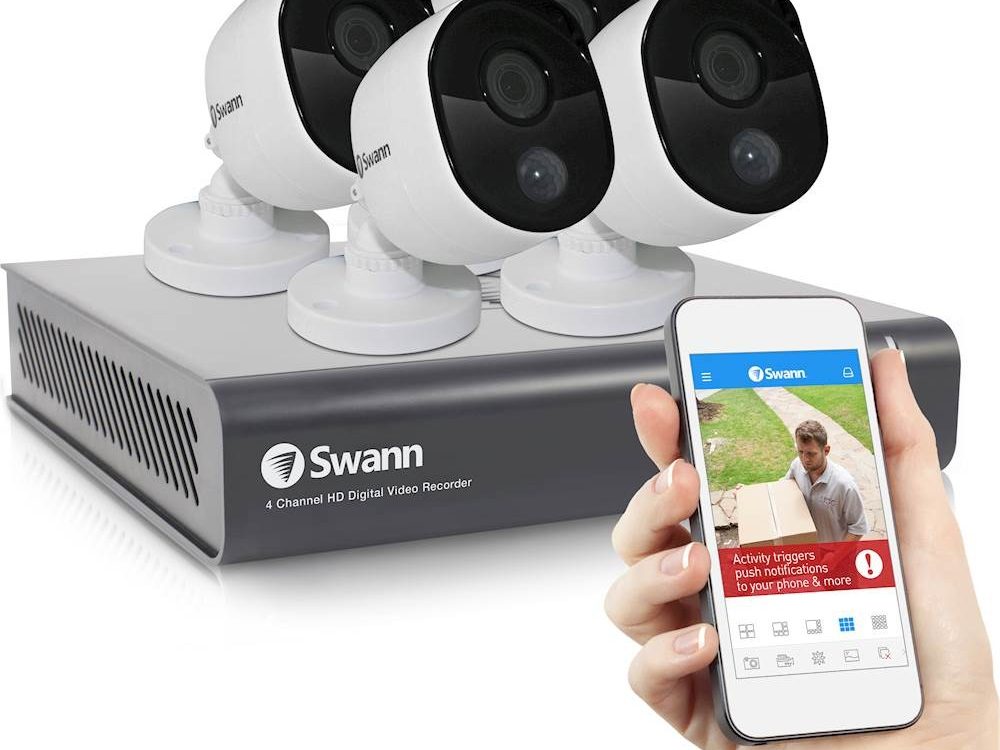 Swann
Swann
Swann
4 Channel HD Digital Video Recorder
Swann
Activity triggers
push notifications
to your phone & more